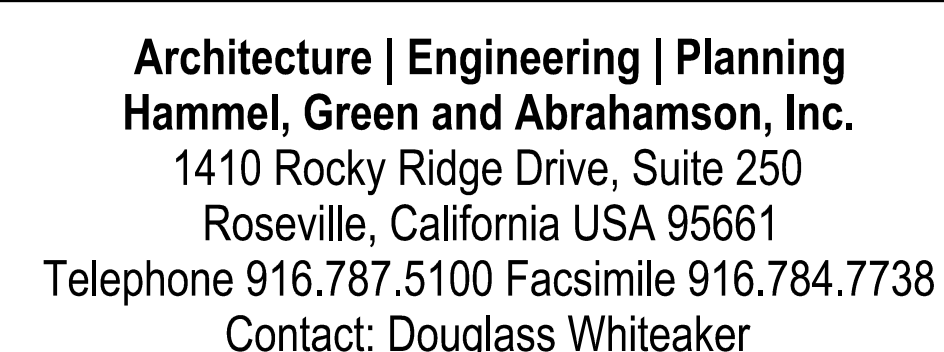 Architecture | Engineering | Planning
Hammel, Green and Abrahamson, Inc.
1410 Rocky Ridge Drive, Suite 250
Roseville, California USA 95661
Telephone 916.787.5100 Facsimile 916.784.7738
Contact: Douglass Whiteaker